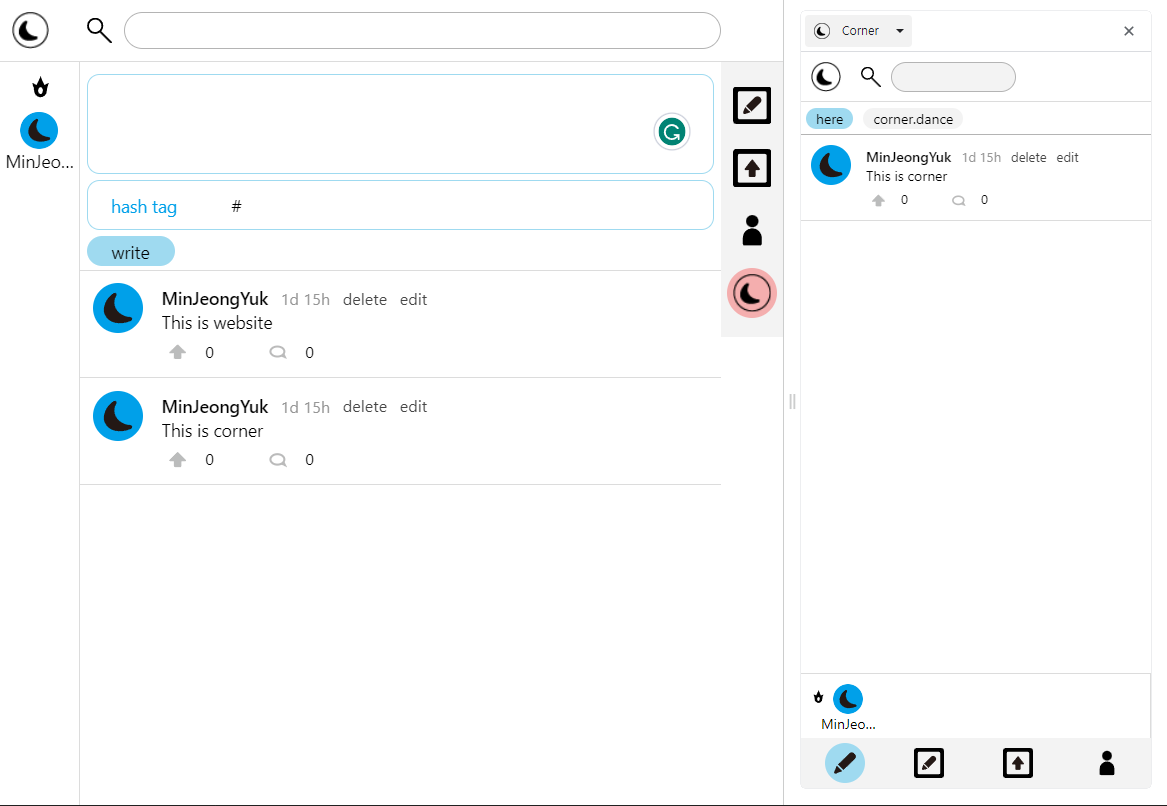 MinJeo...
hash tag #
write
MinJeongYuk 1d 15h delete edit
This is website
0 0
MinJeongYuk 1d 15h delete edit
This is corner
0 0
Corner
here corner.dance
MinJeongYuk 1d 15h delete edit
This is corner
0 0
MinJeo...